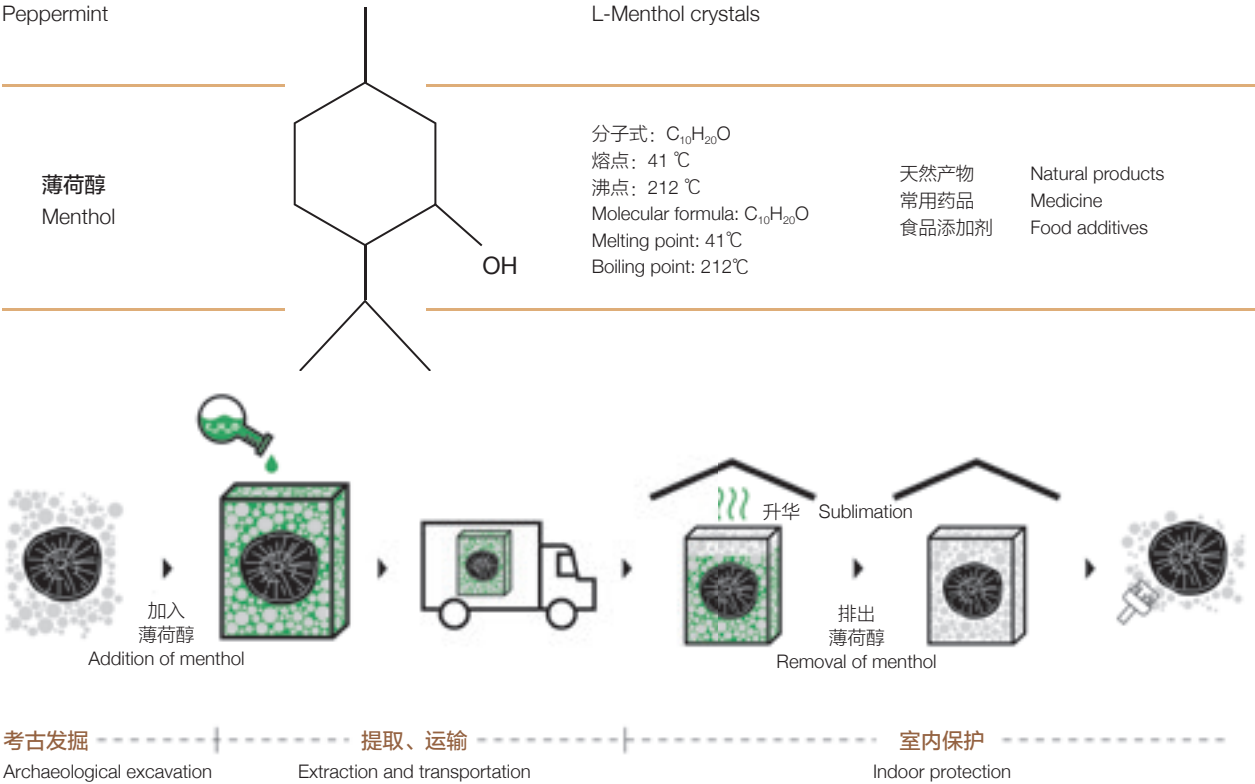 Peppermint
L-Menthol crystals
薄荷醇
Menthol
OH
分子式：C₁₀H₂₀O
熔点：41 ℃
沸点：212 ℃
Molecular formula: C₁₀H₂₀O
Melting point: 41℃
Boiling point: 212℃
天然产物
常用药品
食品添加剂
Natural products
Medicine
Food additives
加入
薄荷醇
Addition of menthol
升华 Sublimation
排出
薄荷醇
Removal of menthol
考古发掘
Archaeological excavation
提取、运输
Extraction and transportation
室内保护
Indoor protection